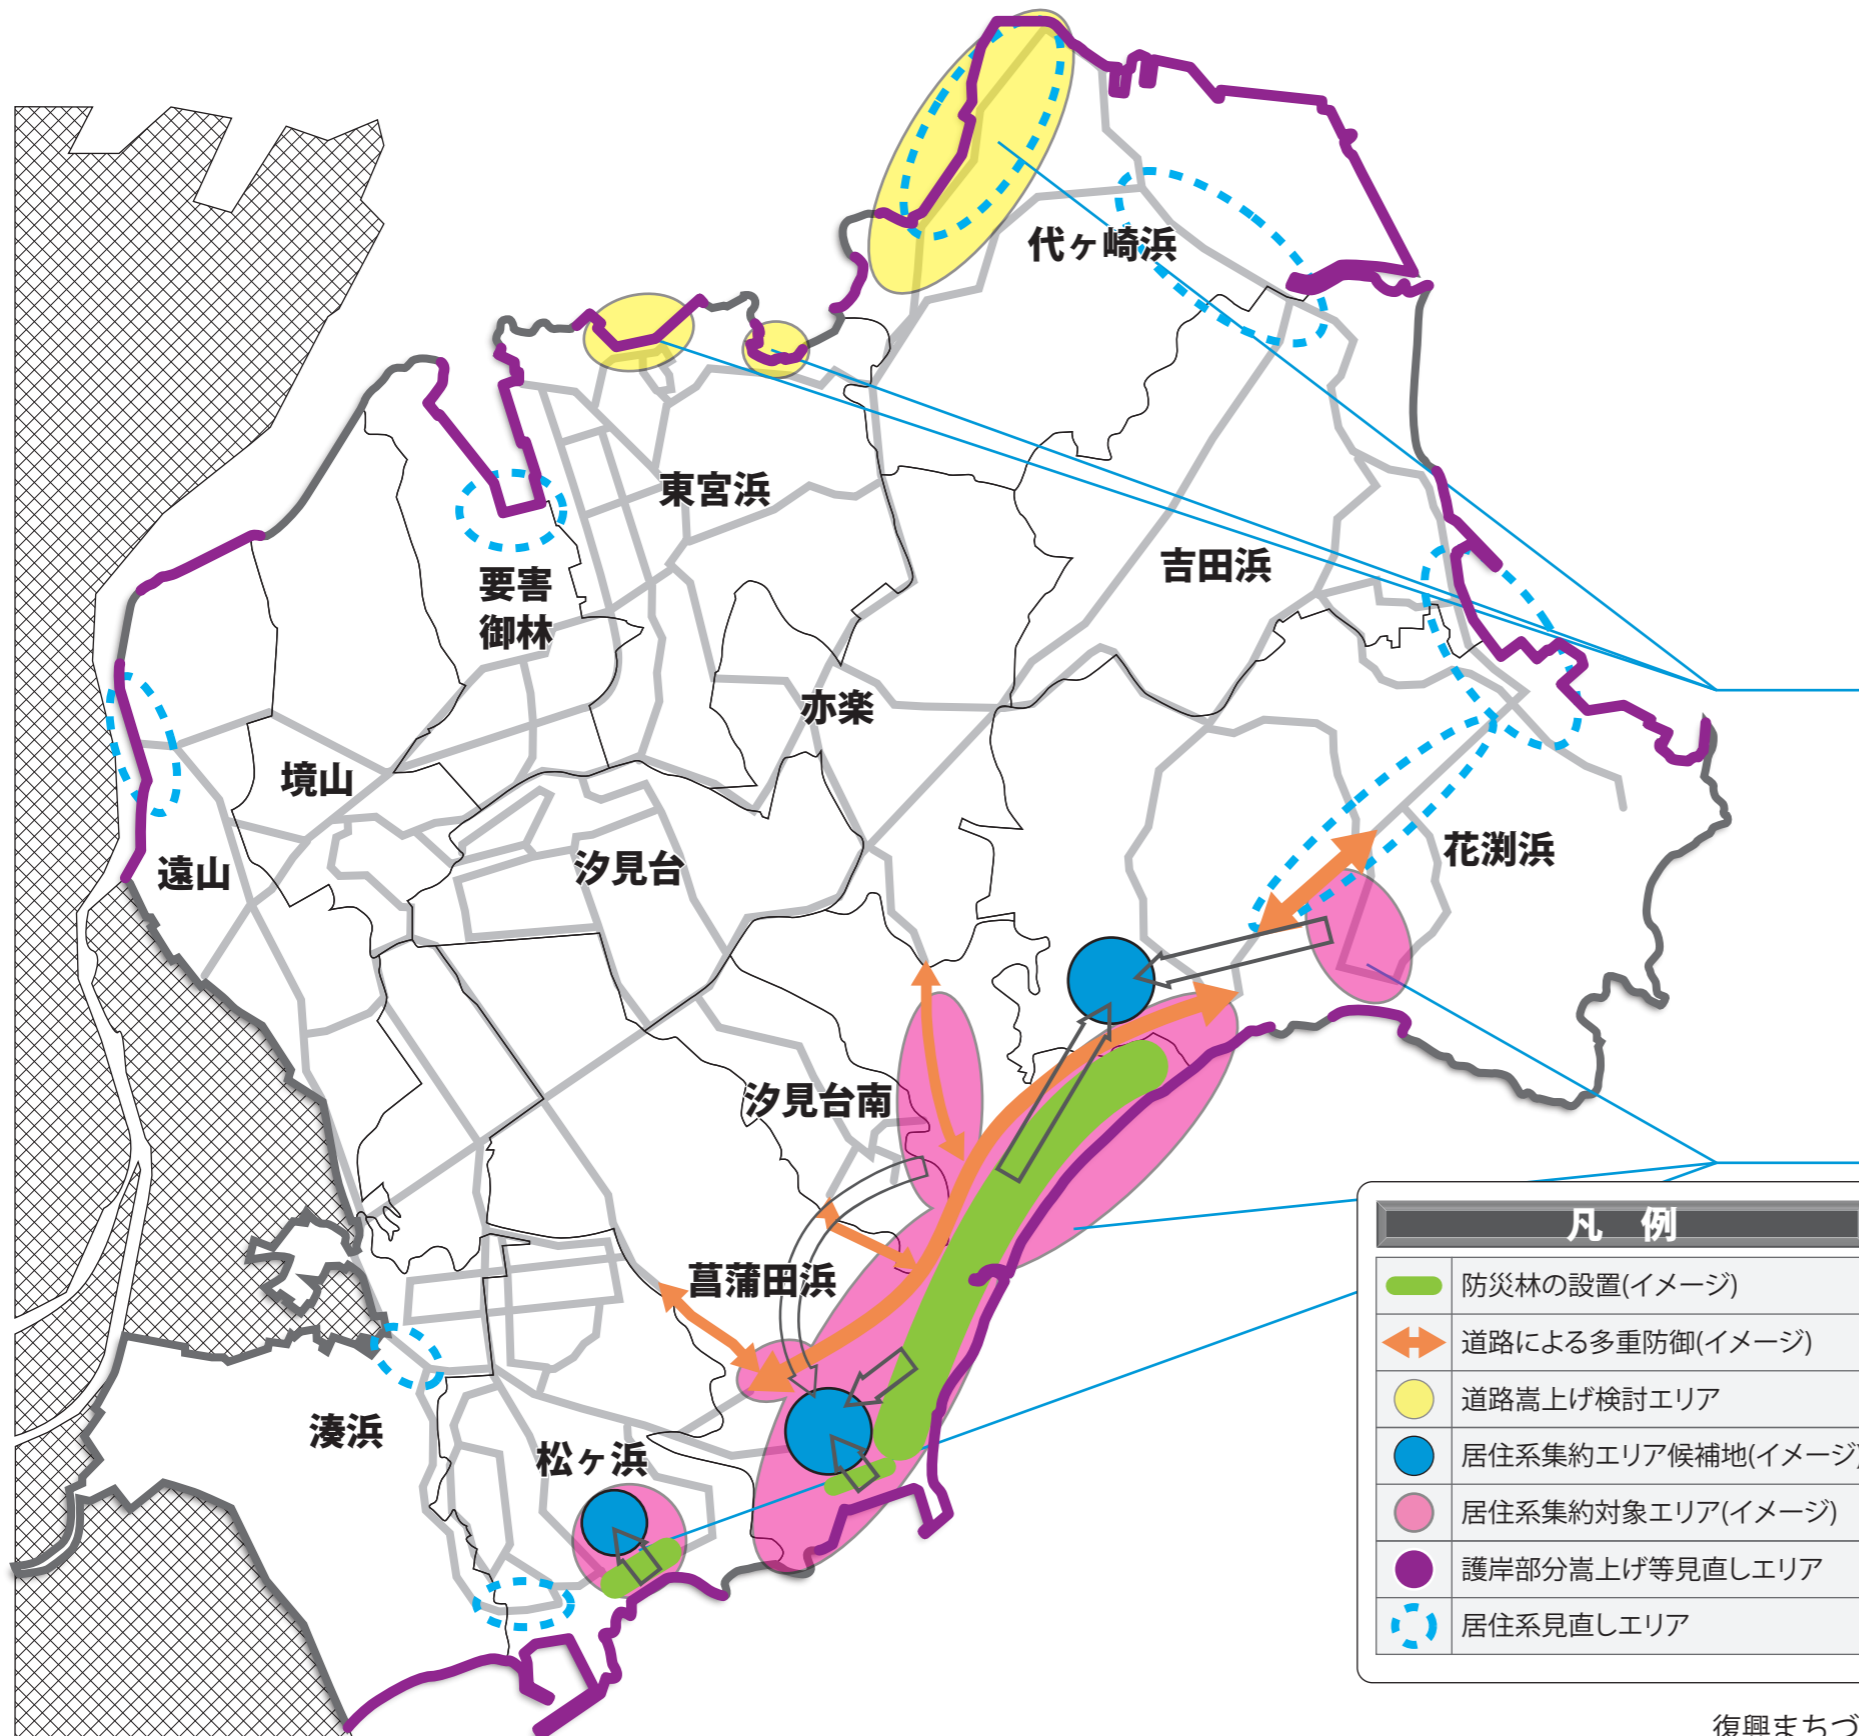 代ヶ崎浜
東宮浜
要害
御林
吉田浜
亦楽
境山
遠山
汐見台
花渕浜
汐見台南
菖蒲田浜
湊浜
松ヶ浜
凡 例
防災林の設置(イメージ)
道路による多重防御(イメージ)
道路嵩上げ検討エリア
居住系集約エリア候補地(イメージ)
居住系集約対象エリア(イメージ)
護岸部分嵩上げ等見直しエリア
居住系見直しエリア
復興まちづ